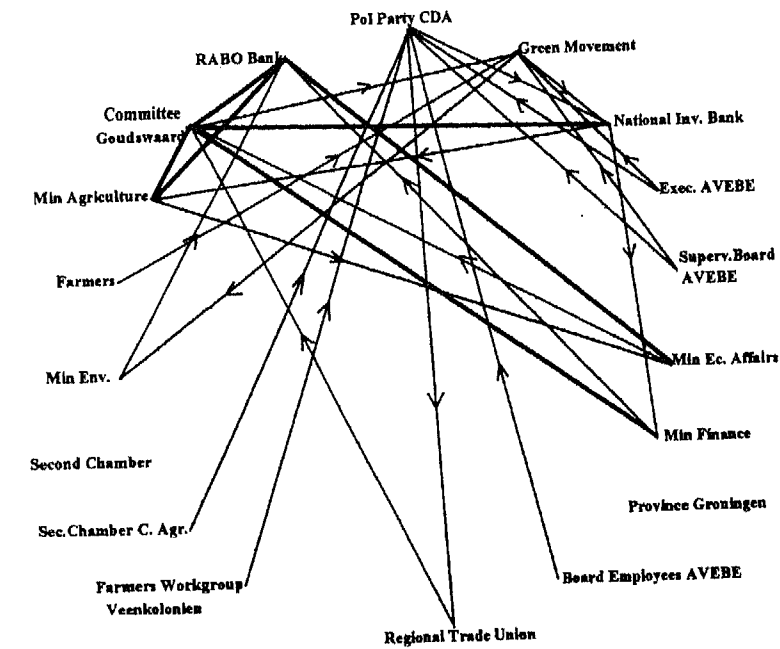 Pol Party CDA
Green Movement
RABO Bank
Committee
Goudswaard
National Inv. Bank
Exec. AVEBE
Min Agriculture
Superv.Board
AVEBE
Farmers
Min Ec. Affairs
Min Env.
Min Finance
Second Chamber
Province Groningen
Sec.Chamber C. Agr.
Board Employees AVEBE
Farmers Workgroup
Veenkolonien
Regional Trade Union